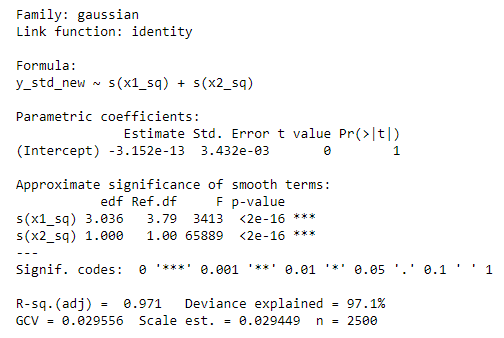 Family: gaussian
Link function: identity
Formula:
y_std_new ~ s(x1_sq) + s(x2_sq)
Parametric coefficients:
Estimate Std. Error t value Pr(>|t|)
(Intercept) -3.152e-13 3.432e-03 0 1
Approximate significance of smooth terms:
edf Ref.df F p-value
s(x1_sq) 3.036 3.79 3413 <2e-16 ***
s(x2_sq) 1.000 1.00 65889 <2e-16 ***
---
Signif. codes: 0 '***' 0.001 '**' 0.01 '*' 0.05 '.' 0.1 ' ' 1
R-sq.(adj) = 0.971 Deviance explained = 97.1%
GCV = 0.029556 Scale est. = 0.029449 n = 2500